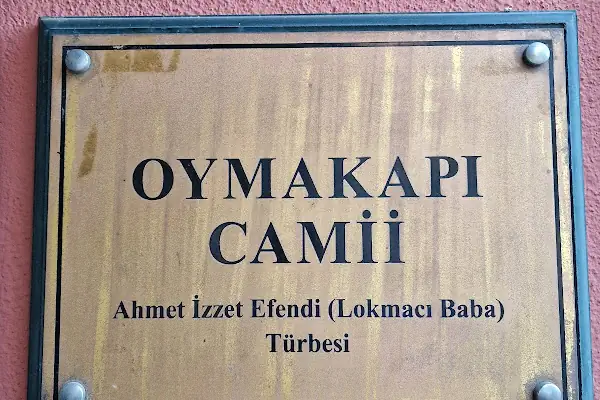 OYMAKAPI
CAMİİ
Ahmet İzzet Efendi (Lokmacı Baba)
Türbesi